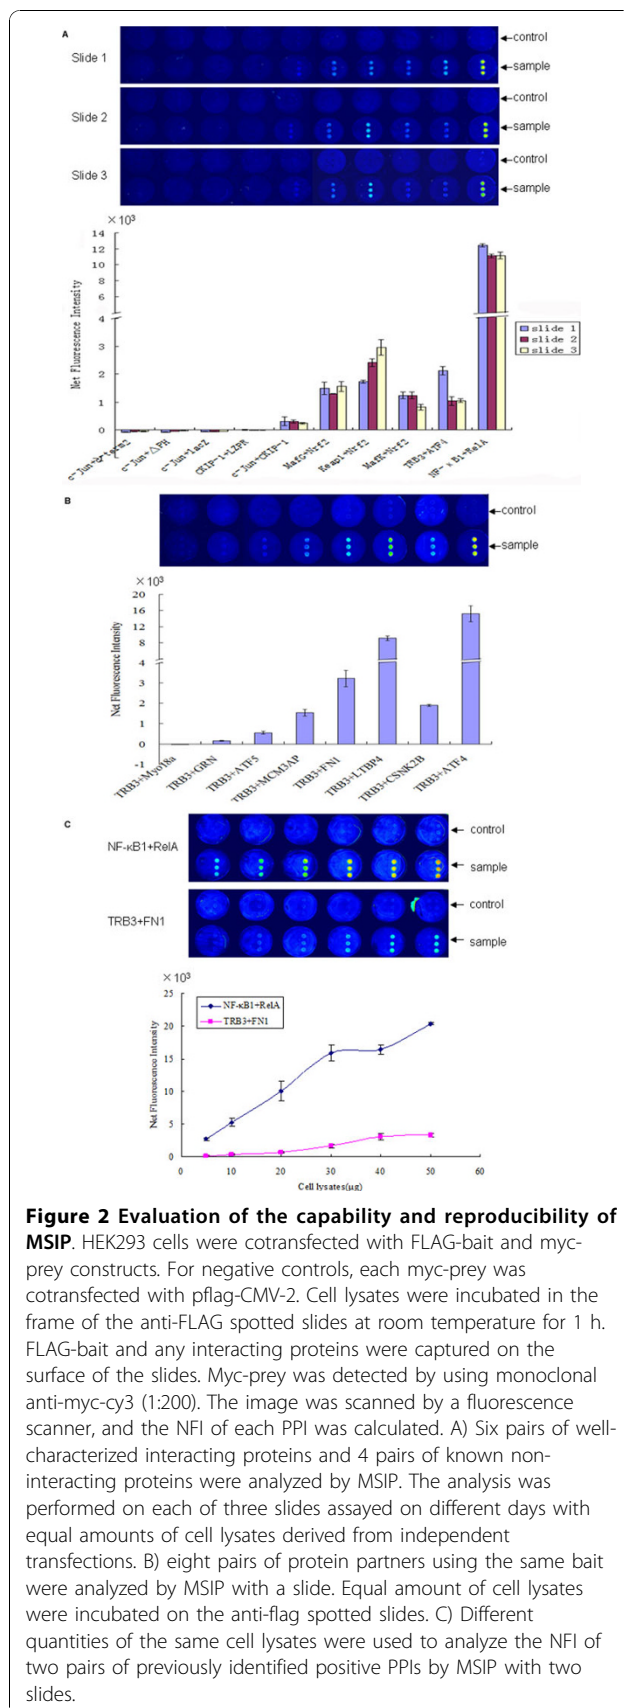 A
control
Slide 1
sample
control
Slide 2
sample
control
Slide 3
sample
×10³
14
12
10
8
6
4
3
2
1
0
Net Fluorescence Intensity
slide 1
slide 2
slide 3
c-Jun+△PH
c-Jun+lacZ
CKIP-1+LZPR
c-Jun+CKIP-1
MafG+Nrf2
Keap1+Nrf2
MafK+Nrf2
TRB3+ATF4
NF-κB1+RelA
B
control
sample
×10³
20
16
12
8
4
3
2
1
0
-1
Net Fluorescence Intensity
TRB3+Myo18a
TRB3+GRN
TRB3+ATF5
TRB3+MCM3AP
TRB3+FN1
TRB3+LTBP4
TRB3+CSNK2B
TRB3+ATF4
C
control
NF-κB1+RelA
sample
control
TRB3+FN1
sample
×10³
25
20
15
10
5
0
Net Fluorescence Intensity
NF-κB1+RelA
TRB3+FN1
0 10 20 30 40 50 60
Cell lysates(μg)
Figure 2 Evaluation of the capability and reproducibility of
MSIP. HEK293 cells were cotransfected with FLAG-bait and myc-
prey constructs. For negative controls, each myc-prey was
cotransfected with pflag-CMV-2. Cell lysates were incubated in the
frame of the anti-FLAG spotted slides at room temperature for 1 h.
FLAG-bait and any interacting proteins were captured on the
surface of the slides. Myc-prey was detected by using monoclonal
anti-myc-cy3 (1:200). The image was scanned by a fluorescence
scanner, and the NFI of each PPI was calculated. A) Six pairs of well-
characterized interacting proteins and 4 pairs of known non-
interacting proteins were analyzed by MSIP. The analysis was
performed on each of three slides assayed on different days with
equal amounts of cell lysates derived from independent
transfections. B) eight pairs of protein partners using the same bait
were analyzed by MSIP with a slide. Equal amount of cell lysates
were incubated on the anti-flag spotted slides. C) Different
quantities of the same cell lysates were used to analyze the NFI of
two pairs of previously identified positive PPIs by MSIP with two
slides.